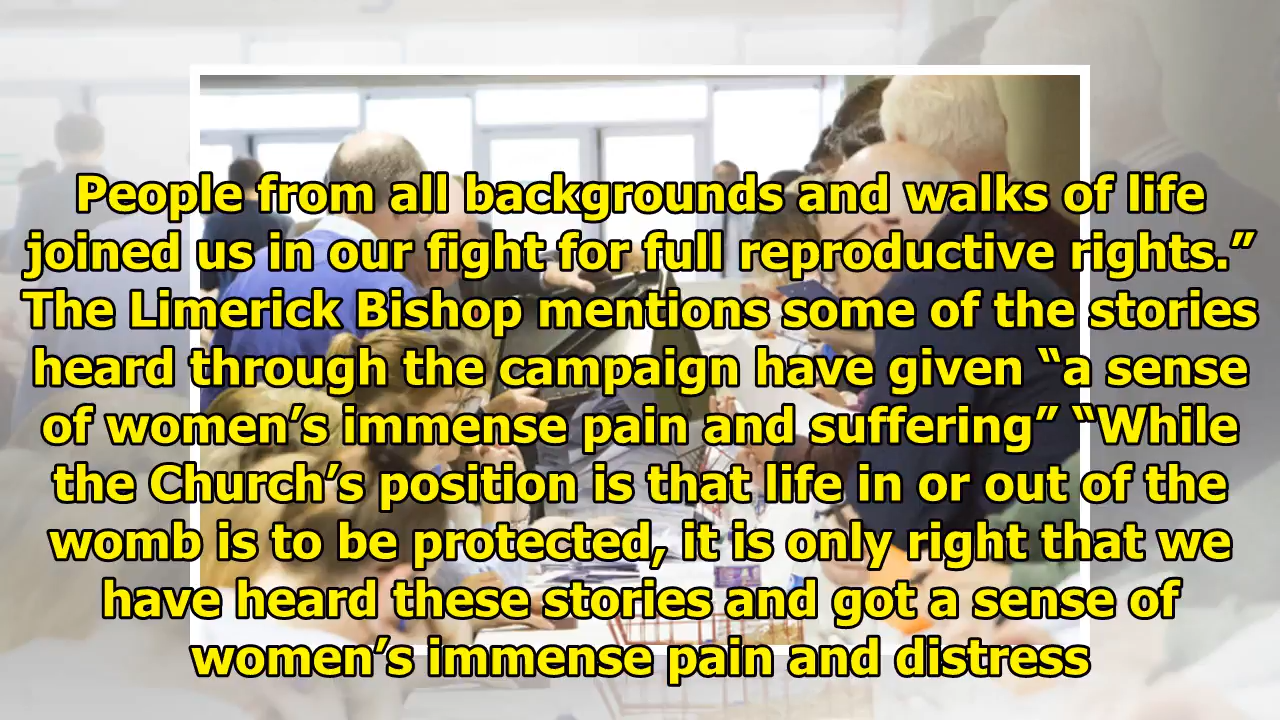 People from all backgrounds and walks of life
joined us in our fight for full reproductive rights.”
The Limerick Bishop mentions some of the stories
heard through the campaign have given “a sense
of women’s immense pain and suffering” “While
the Church’s position is that life in or out of the
womb is to be protected, it is only right that we
have heard these stories and got a sense of
women’s immense pain and distress